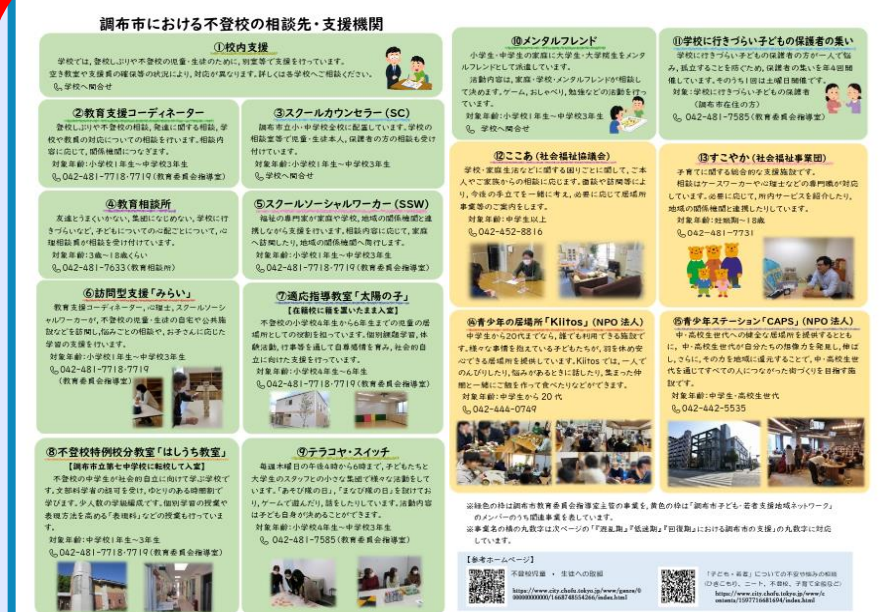 調布市における不登校の相談先・支援機関
①校内支援
学校では、登校しぶりや不登校の児童・生徒のために、別室等で支援を行っています。
空き教室や支援員の確保等の状況により、対応が異なります。詳しくは各学校へご相談ください。
学校へ問合せ
②教育支援コーディネーター
登校しぶりや不登校の相談、発達に関する相談、学
校や教員の対応についての相談を行います。相談内
容に応じて、関係機関につなぎます。
対象年齢:小学校1年生~中学校3年生
042-481-7718・7719(教育委員会指導室)
③スクールカウンセラー(SC)
調布市立小・中学校全校に配置しています。学校の
相談室等で児童・生徒本人、保護者の方の相談も受け
付けています。
対象年齢:小学校1年生~中学校3年生
学校へ問合せ
④教育相談所
友達とうまくいかない、集団になじめない、学校に行
きづらいなど、子どもについての心配ごとについて、心
理相談員が相談を受け付けています。
対象年齢:3歳~18歳くらい
042-481-7633(教育相談所)
⑤スクールソーシャルワーカー(SSW)
福祉の専門家が家庭や学校、地域の関係機関と連
携しながら支援を行います。相談内容に応じて、家庭
へ訪問したり、地域の関係機関へ同行します。
対象年齢:小学校1年生~中学校3年生
042-481-7718・7719(教育委員会指導室)
⑥訪問型支援「みらい」
教育支援コーディネーター、心理士、スクールソーシ
ャルワーカーが、不登校の児童・生徒の自宅や公共施
設などを訪問し、悩みごとの相談や、お子さんに応じた
学習の支援を行います。
対象年齢:小学校1年生~中学校3年生
042-481-7718・7719
(教育委員会指導室)
⑦適応指導教室「太陽の子」
【在籍校に籍を置いたまま入室】
不登校の小学校4年生から6年生までの児童の居
場所としての役割を担っています。個別課題学習、体
験活動、行事等を通して自尊感情を育み、社会的自
立に向けた支援を行っています。
対象年齢:小学校4年生~6年生
042-481-7718・7719(教育委員会指導室)
⑧不登校特例校分教室「はしうち教室」
【調布市立第七中学校に転校して入室】
不登校の中学生が社会的自立に向けて学ぶ学校で
す。文部科学省の認可を受け、ゆとりのある時間割で
学びます。少人数の学級編成です。個別学習の授業や
表現方法を高める「表現科」などの授業も行っていま
す。
対象年齢:中学校1年生~3年生
042-481-7718・7719(教育委員会指導室)
⑨テラコヤ・スイッチ
毎週木曜日の午後4時から6時まで、子どもたちと
大学生のスタッフとの小さな集団で様々な活動をして
います。「あそび風の日」、「まなび風の日」を設けてお
り、ゲームで遊んだり、話をしたりしています。活動内容
は子ども自身が決めることができます。
対象年齢:小学校4年生~中学校3年生
042-481-7585(教育委員会指導室)
⑩メンタルフレンド
小学生・中学生の家庭に大学生・大学院生をメンタ
ルフレンドとして派遣しています。
活動内容は、家庭・学校・メンタルフレンドが相談し
て決めます。ゲーム、おしゃべり、勉強などの活動を行っ
ています。
対象年齢:小学校1年生~中学校3年生
学校へ問合せ
⑪学校に行きづらい子どもの保護者の集い
学校に行きづらい子どもの保護者の方が一人で悩
み、孤立することを防ぐため、保護者の集いを年4回開
催しています。そのうち1回は土曜日開催です。
対象:学校に行きづらい子どもの保護者
(調布市在住の方)
042-481-7585(教育委員会指導室)
⑫ここあ(社会福祉協議会)
学校・家庭生活などに関する困りごとに関して、ご本
人やご家族からの相談に応じます。面談や訪問等によ
り、今後の手立てを一緒に考え、必要に応じて居場所
事業等のご案内をします。
対象年齢:中学生以上
042-452-8816
⑬すこやか(社会福祉事業団)
子育てに関する総合的な支援施設です。
相談はケースワーカーや心理士などの専門職が対応
しています。必要に応じて、所内サービスを紹介したり、
地域の関係機関と連携したりしています。
対象年齢:妊娠期~18歳
042-481-7731
⑭青少年の居場所「Kiitos」(NPO法人)
中学生から20代までなら、誰でも利用できる施設で
す。様々な事情を抱えている子どもたちが、羽を休め安
心できる居場所を提供しています。Kiitosでは、一人で
のんびりしたり、悩みがあるときに話したり、集まった仲
間と一緒にご飯を作って食べたりなどができます。
対象年齢:中学生から20代
042-444-0749
⑮青少年ステーション「CAPS」(NPO法人)
中・高校生世代への健全な居場所を提供するととも
に、中・高校生世代が自分たちの想像力を発見し、伸ば
し、さらに、その力を地域に還元することで、中・高校生世
代を通じてすべての人につながった街づくりを目指す施
設です。
対象年齢:中学生・高校生世代
042-442-5535
※緑色の枠は調布市教育委員会指導室主管の事業を、黄色の枠は「調布市子ども・若者支援地域ネットワーク」
のメンバーのうち関連事業を表しています。
※事業名の横の丸数字は次ページの「『混乱期』『低迷期』『回復期』における調布市の支援」の丸数字に対応
しています。
【参考ホームページ】
不登校児童・生徒への取組
「子ども・若者」についての不安や悩みの相談
(ひきこもり、ニート、不登校、子育て全般など)